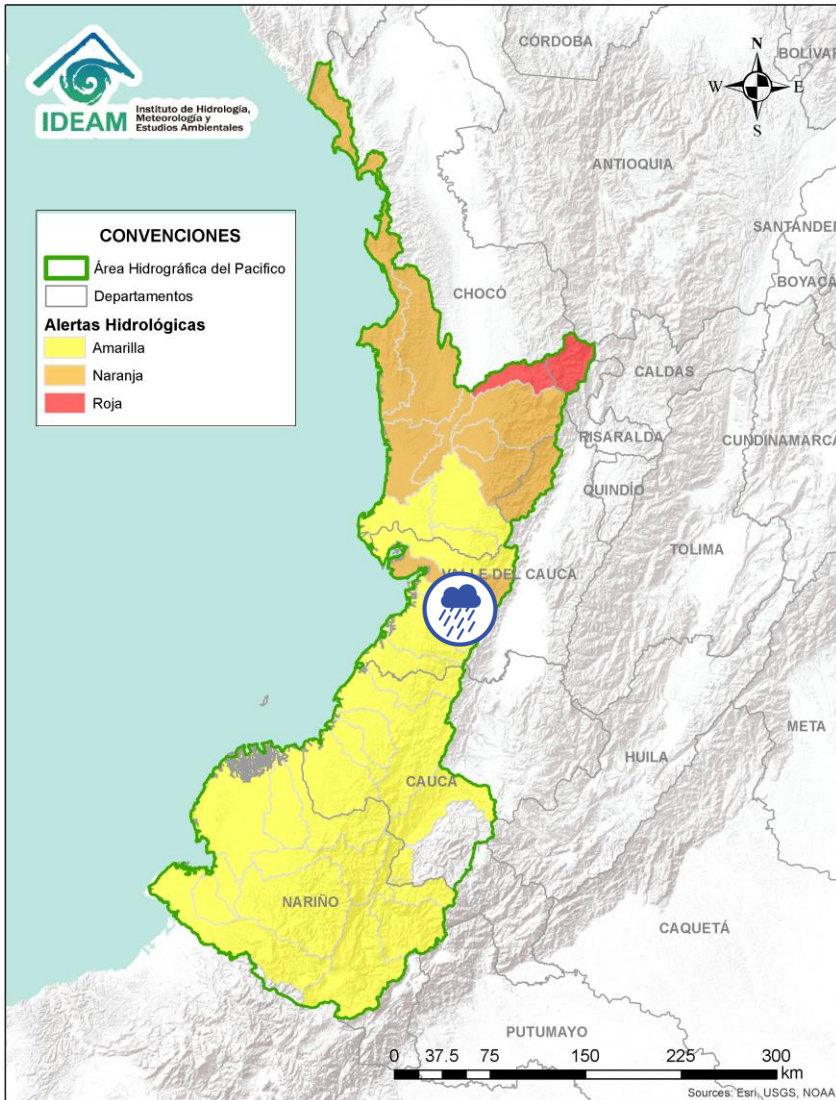 IDEAM
Instituto de Hidrología,
Meteorología y
Estudios Ambientales
CÓRDOBA
BOLÍVAR
N
W
E
S
ANTIOQUIA
CONVENCIONES
Área Hidrográfica del Pacifico
Departamentos
Alertas Hidrológicas
Amarilla
Naranja
Roja
SANTANDER
BOYACÁ
CHOCÓ
CALDAS
RISARALDA
CUNDINAMARCA
QUINDÍO
TOLIMA
VALLE DEL CAUCA
META
HUILA
CAUCA
NARIÑO
CAQUETÁ
PUTUMAYO
0 37.5 75 150 225 300
km
Sources: Esri, USGS, NOAA